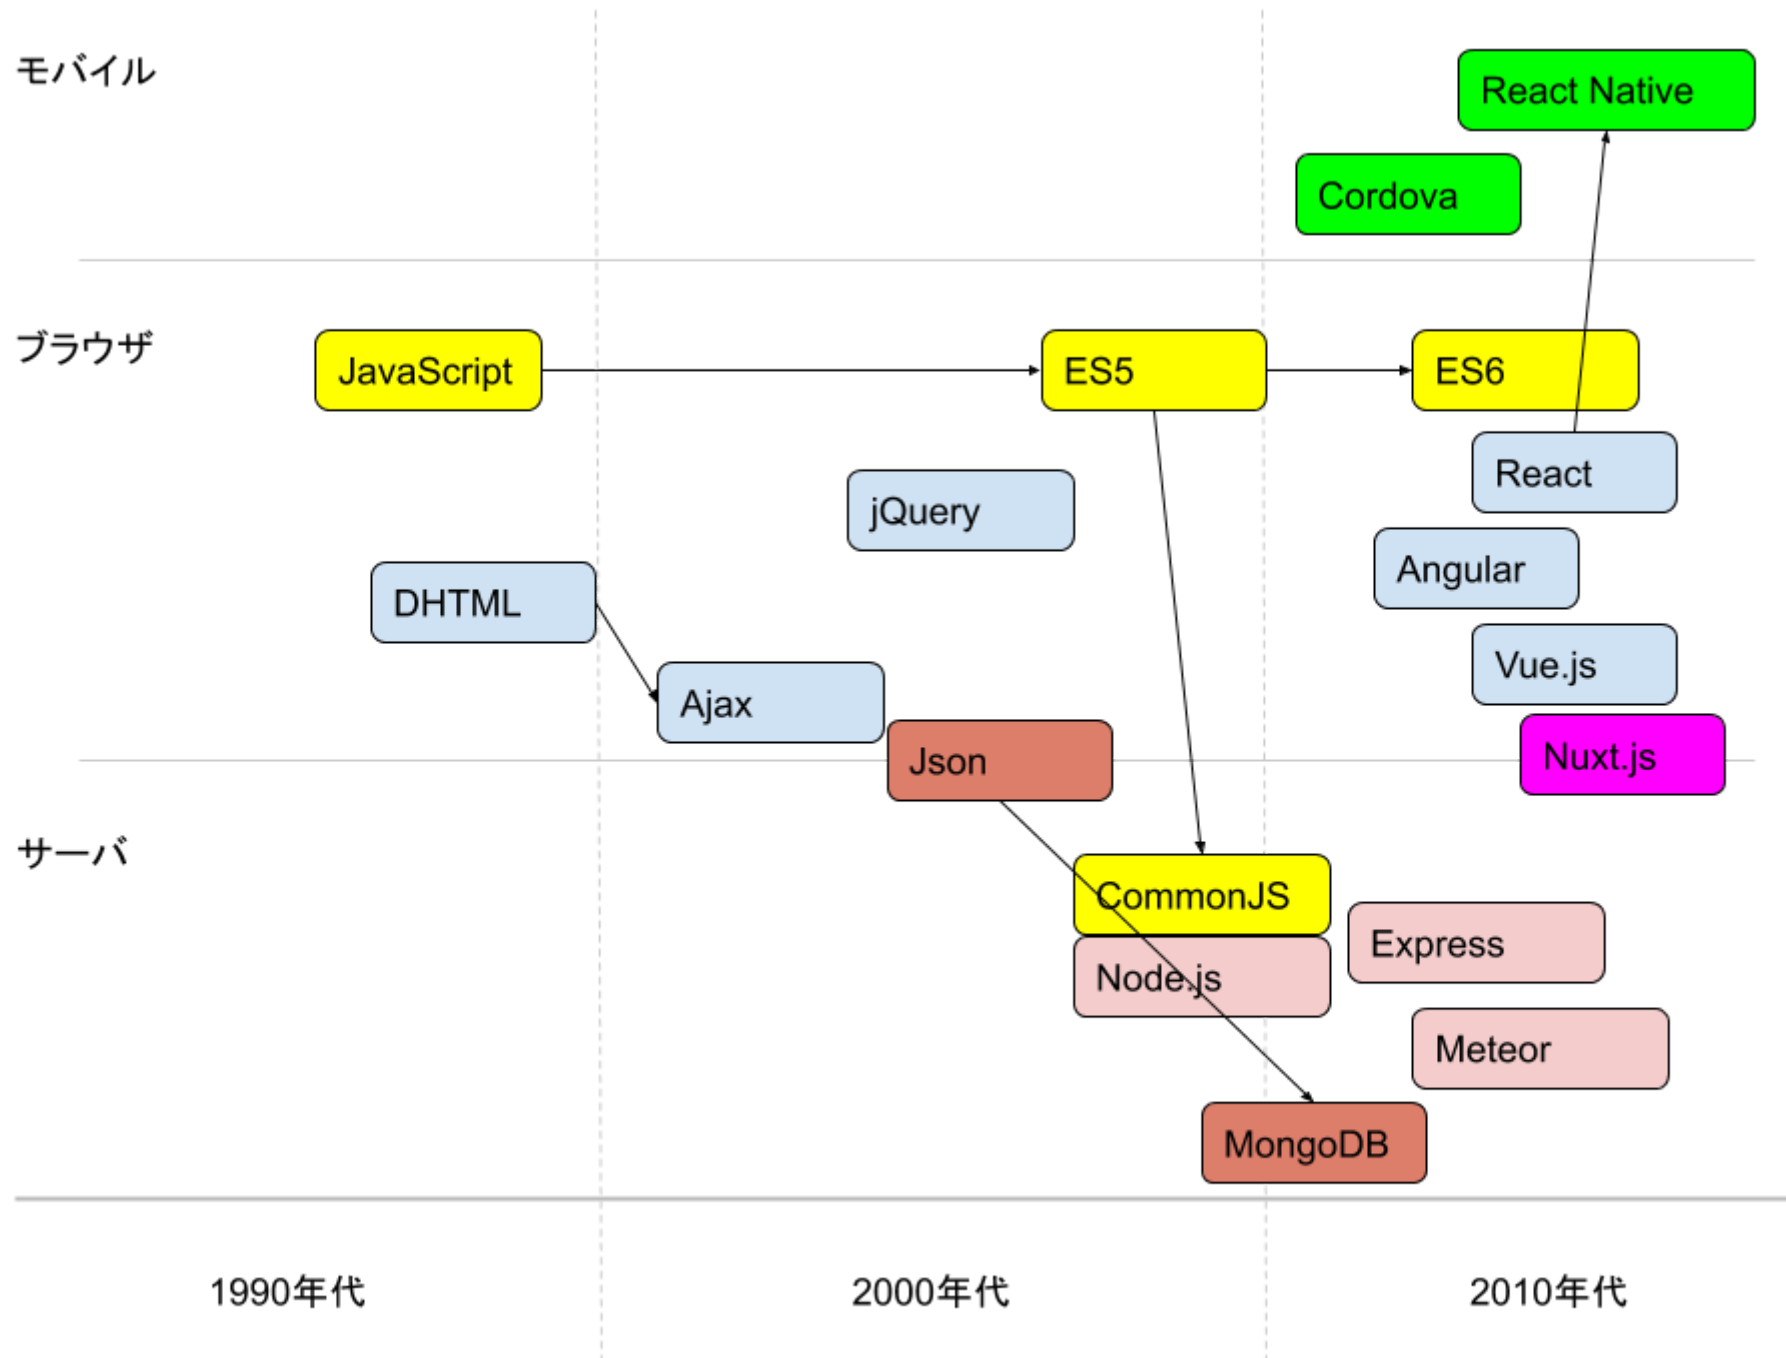 モバイル
React Native
Cordova
ブラウザ
JavaScript
ES5
ES6
React
jQuery
Angular
DHTML
Vue.js
Ajax
Json
Nuxt.js
サーバ
CommonJS
Express
Node.js
Meteor
MongoDB
1990年代
2000年代
2010年代